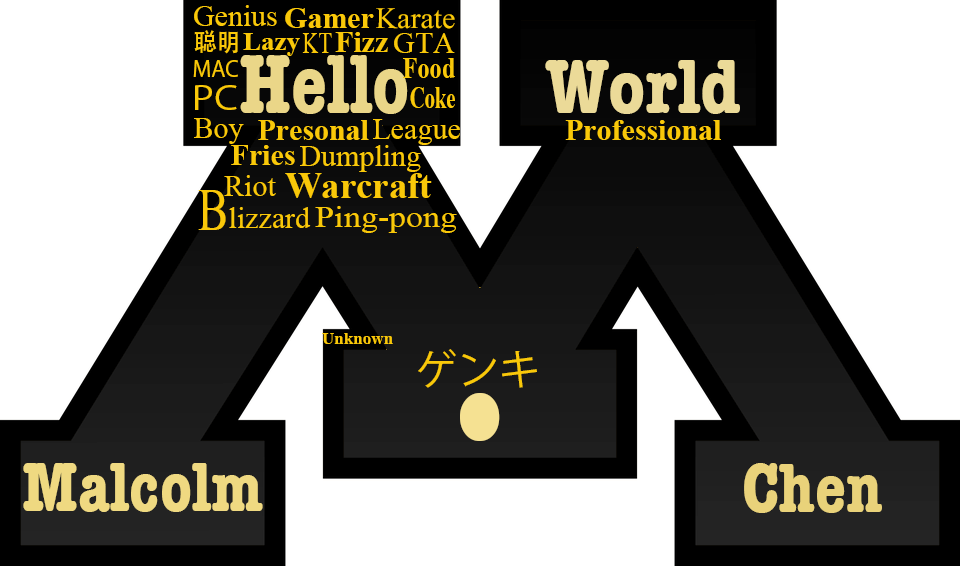 Genius Gamer Karate
聪明 Lazy KT Fizz GTA
MAC Hello Food
PC Coke
Boy Presonal League
Fries Dumpling
Riot Warcraft
Blizzard Ping-pong
World
Professional
Unknown
ゲンキ
Malcolm
Chen